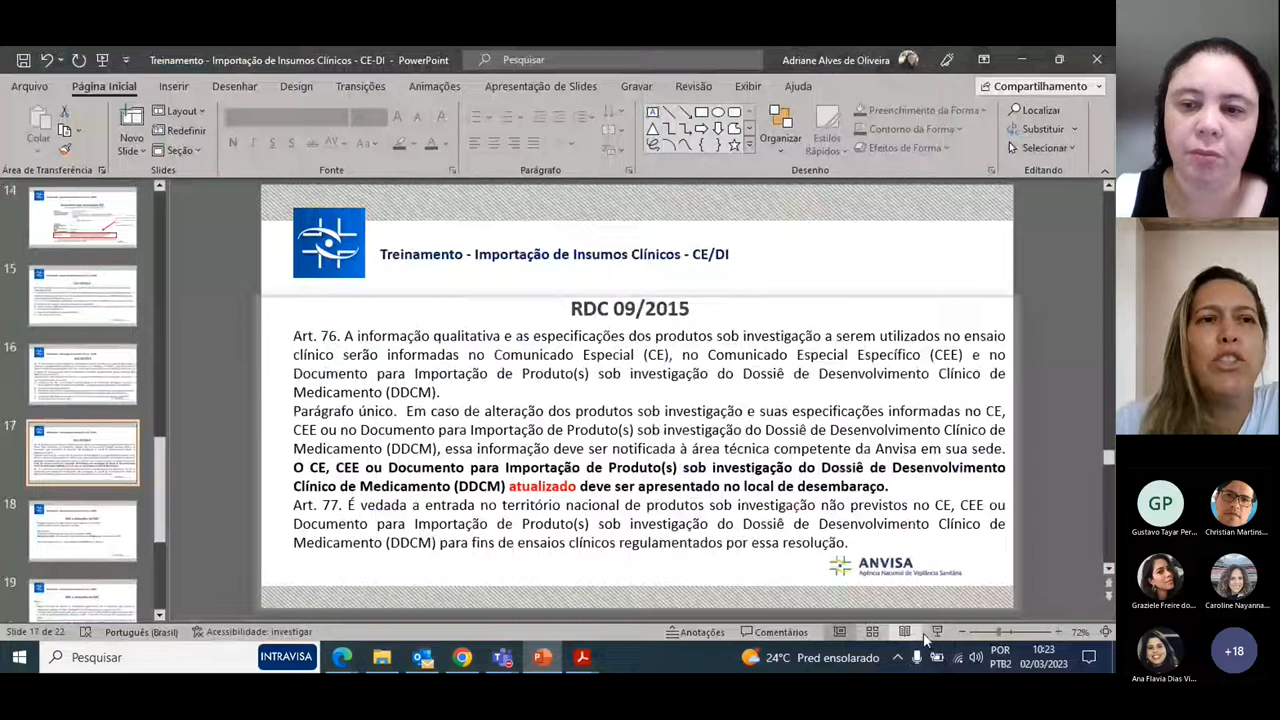 Treinamento - Importação de Insumos Clínicos - CE-DI - PowerPoint
Pesquisar
Adriane Alves de Oliveira
Arquivo Página Inicial Inserir Desenhar Design Transições Animações Apresentação de Slides Gravar Revisão Exibir Ajuda
Compartilhamento
Colar
Novo
Slide
Layout
Redefinir
Seção
Organizar
Estilos
Rápidos
Preenchimento da Forma
Contorno da Forma
Efeitos de Forma
Localizar
Substituir
Selecionar
Área de Transferência
Slides
Fonte
Parágrafo
Desenho
Editando
14
15
16
17
18
19
Treinamento - Importação de Insumos Clínicos - CE/DI
RDC 09/2015
Art. 76. A informação qualitativa e as especificações dos produtos sob investigação a serem utilizados no ensaio
clínico serão informadas no Comunicado Especial (CE), no Comunicado Especial Específico (CEE) e no
Documento para Importação de Produto(s) sob investigação do Dossiê de Desenvolvimento Clínico de
Medicamento (DDCM).
Parágrafo único. Em caso de alteração dos produtos sob investigação e suas especificações informadas no CE,
CEE ou no Documento para Importação de Produto(s) sob investigação do Dossiê de Desenvolvimento Clínico de
Medicamento (DDCM), essa informação deve ser notificada à área técnica competente da Anvisa em sua sede.
O CE, CEE ou Documento para Importação de Produto(s) sob investigação do Dossiê de Desenvolvimento
Clínico de Medicamento (DDCM) atualizado deve ser apresentado no local de desembaraço.
Art. 77. É vedada a entrada em território nacional de produtos sob investigação não previstos no CE, CEE ou
Documento para Importação de Produto(s) sob investigação do Dossiê de Desenvolvimento Clínico de
Medicamento (DDCM) para fins de ensaios clínicos regulamentados por essa resolução.
ANVISA
Agência Nacional de Vigilância Sanitária
Slide 17 de 22
Português (Brasil)
Acessibilidade: investigar
Anotações
Comentários
72%
Pesquisar
INTRAVISA
24°C Pred ensolarado
POR
PTB2
10:23
02/03/2023
GP
Gustavo Tayar Per...
Christian Martins...
Graziele Freire do...
Caroline Nayanna...
Ana Flavia Dias Vi...
+18